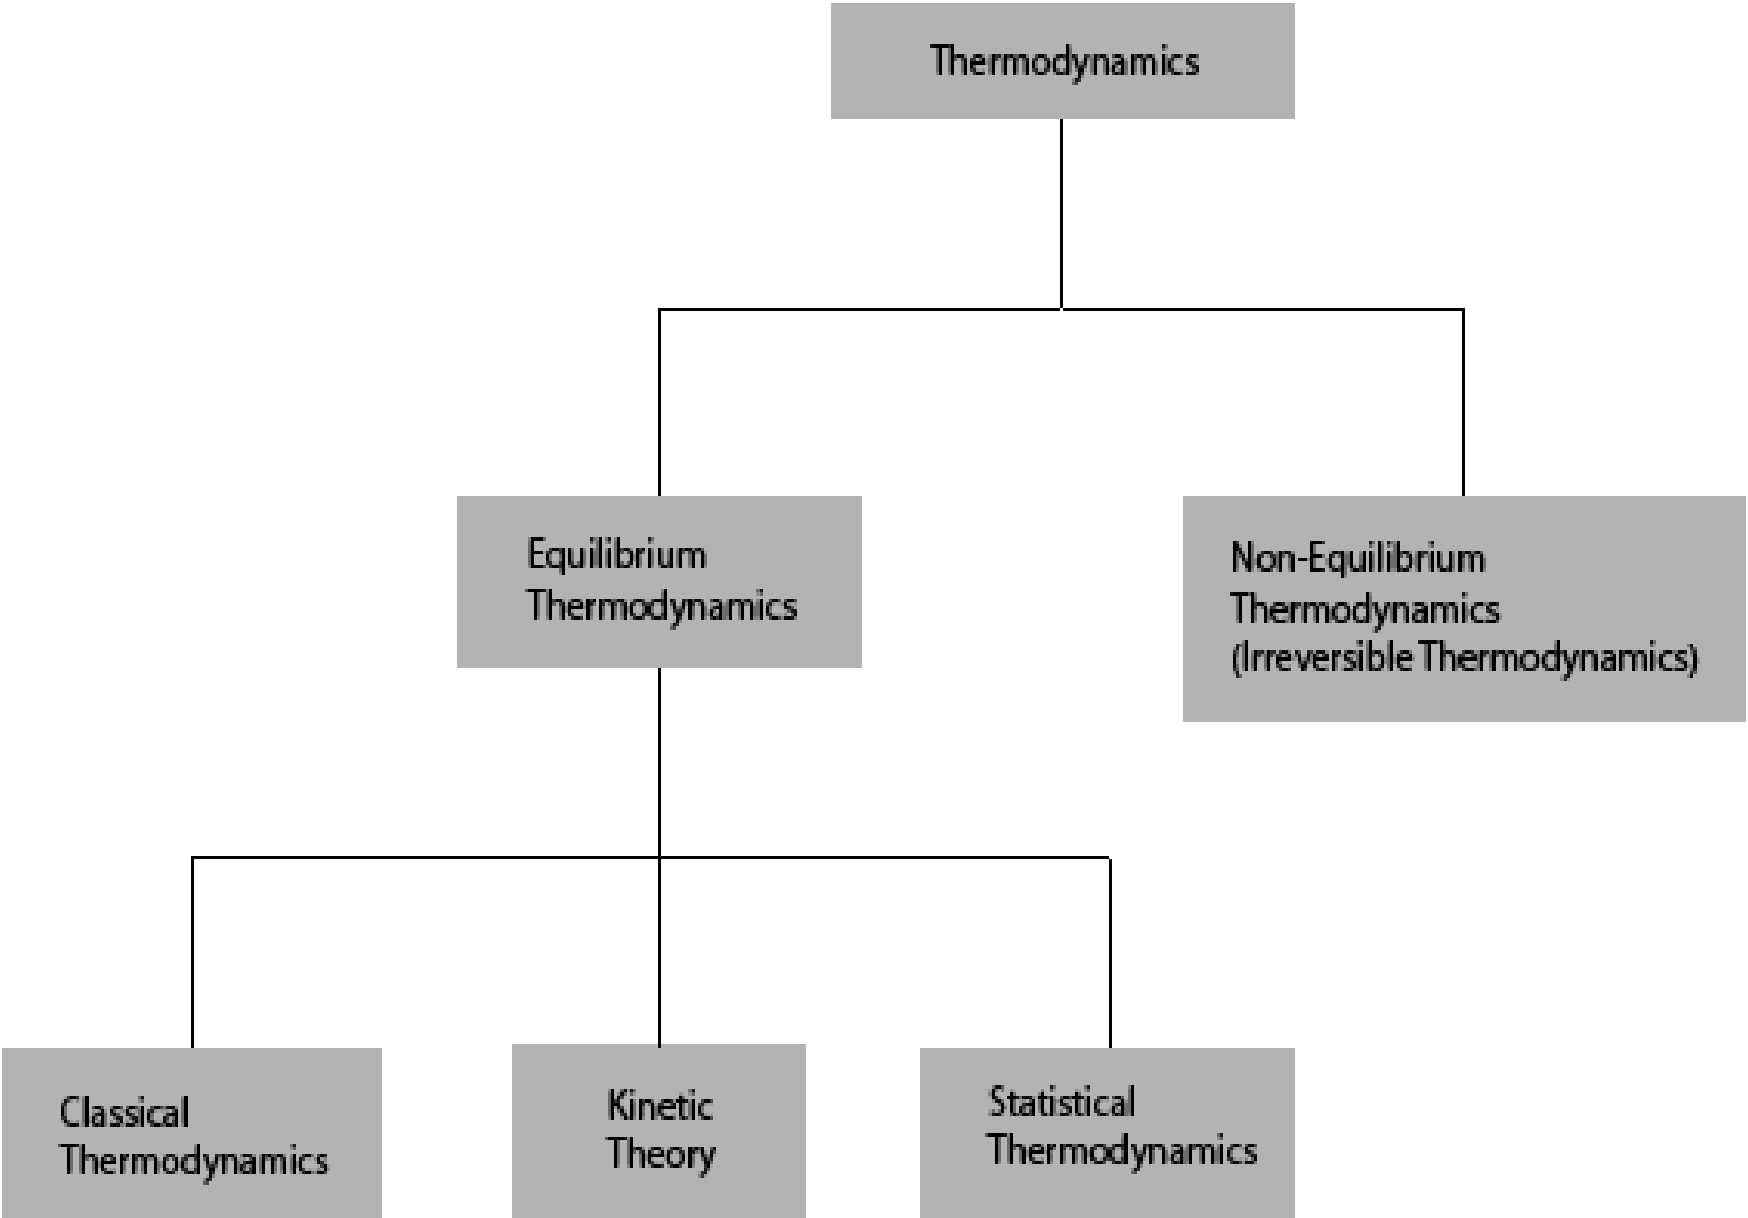 Thermodynamics
Equilibrium
Thermodynamics
Non-Equilibrium
Thermodynamics
(Irreversible Thermodynamics)
Classical
Thermodynamics
Kinetic
Theory
Statistical
Thermodynamics